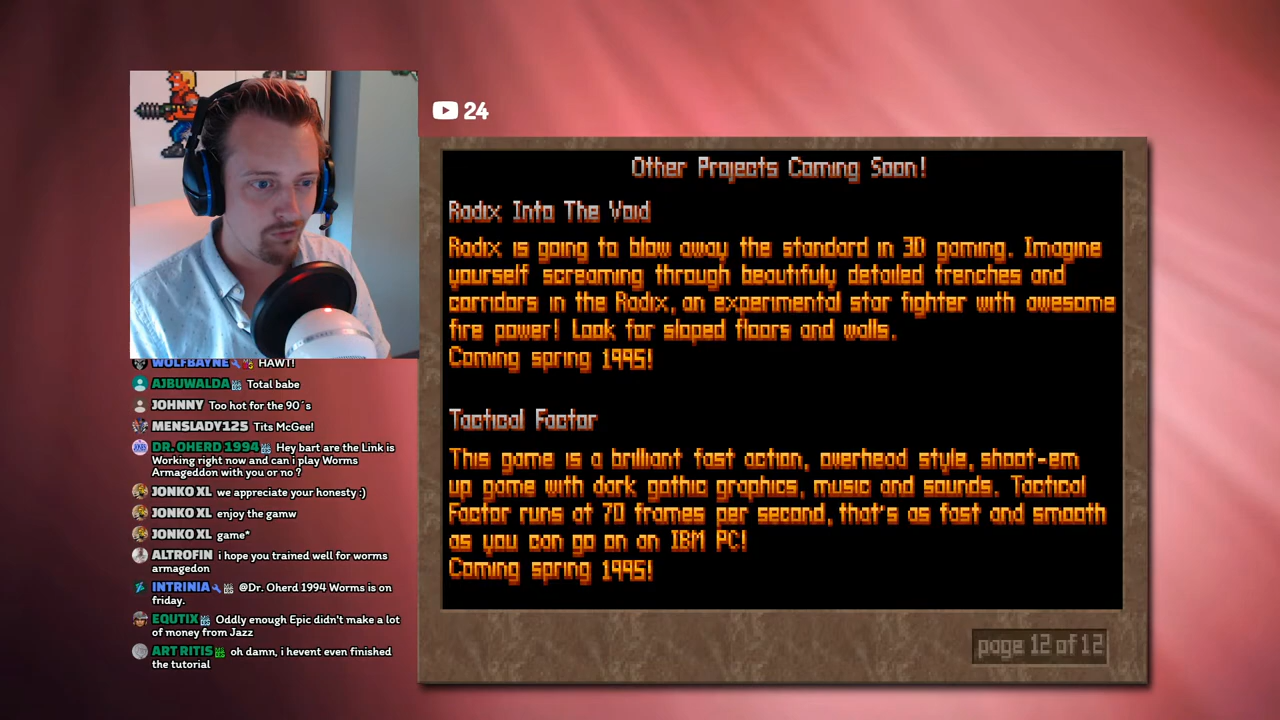 24
Other Projects Coming Soon!
Radix Into The Void
Radix is going to blow away the standard in 3D gaming. Imagine
yourself screaming through beautifuly detailed trenches and
corridors in the Radix, an experimental star fighter with awesome
fire power! Look for sloped floors and walls.
Coming spring 1995!
Tactical Factor
This game is a brilliant fast action, overhead style, shoot-em
up game with dark gothic graphics, music and sounds. Tactical
Factor runs at 70 frames per second, that's as fast and smooth
as you can go on an IBM PC!
Coming spring 1995!
page 12 of 12
WOLFBAYNE HAWT!
AJBUWALDA Total babe
JOHNNY Too hot for the 90´s
MENSLADY125 Tits McGee!
DR. OHERD 1994 Hey bart are the Link is
Working right now and can i play Worms
Armageddon with you or no ?
JONKO XL we appreciate your honesty :)
JONKO XL enjoy the gamw
JONKO XL game*
ALTROFIN i hope you trained well for worms
armagedon
INTRINIA @Dr. Oherd 1994 Worms is on
friday.
EQUTIX Oddly enough Epic didn't make a lot
of money from Jazz
ART RITIS oh damn, i hevent even finished
the tutorial